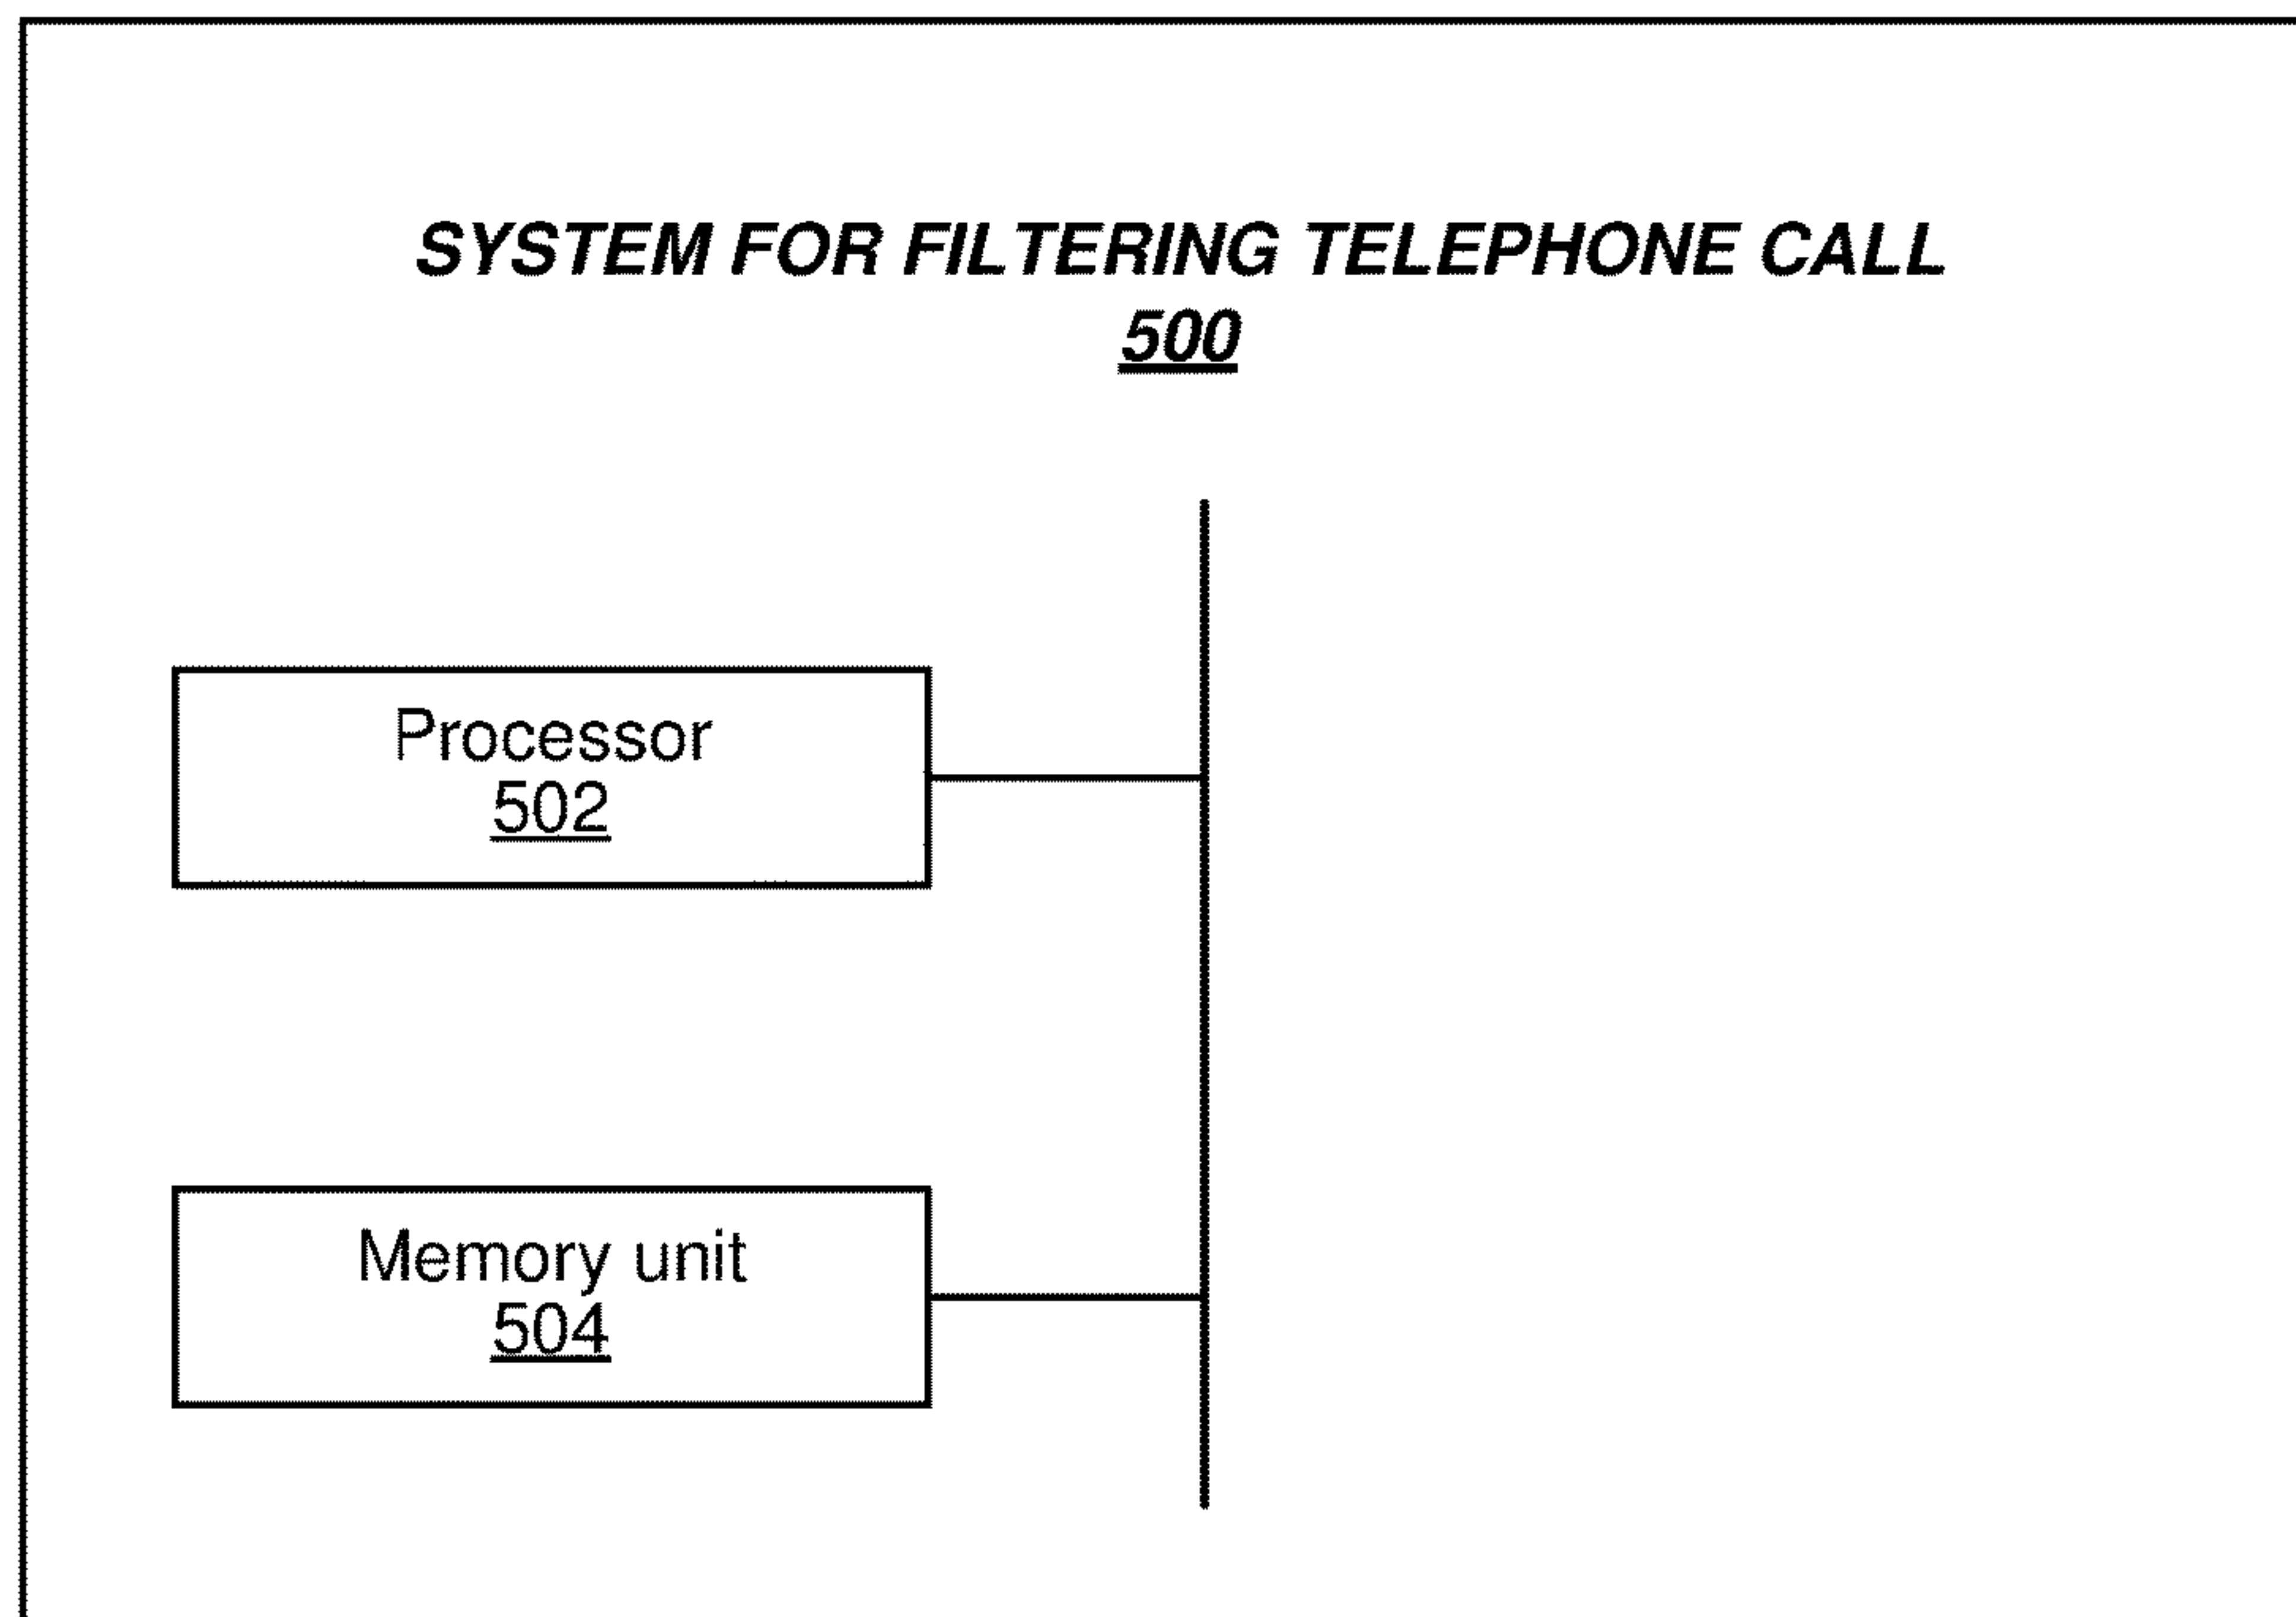 SYSTEM FOR FILTERING TELEPHONE CALL
500
Processor
502
Memory unit
504